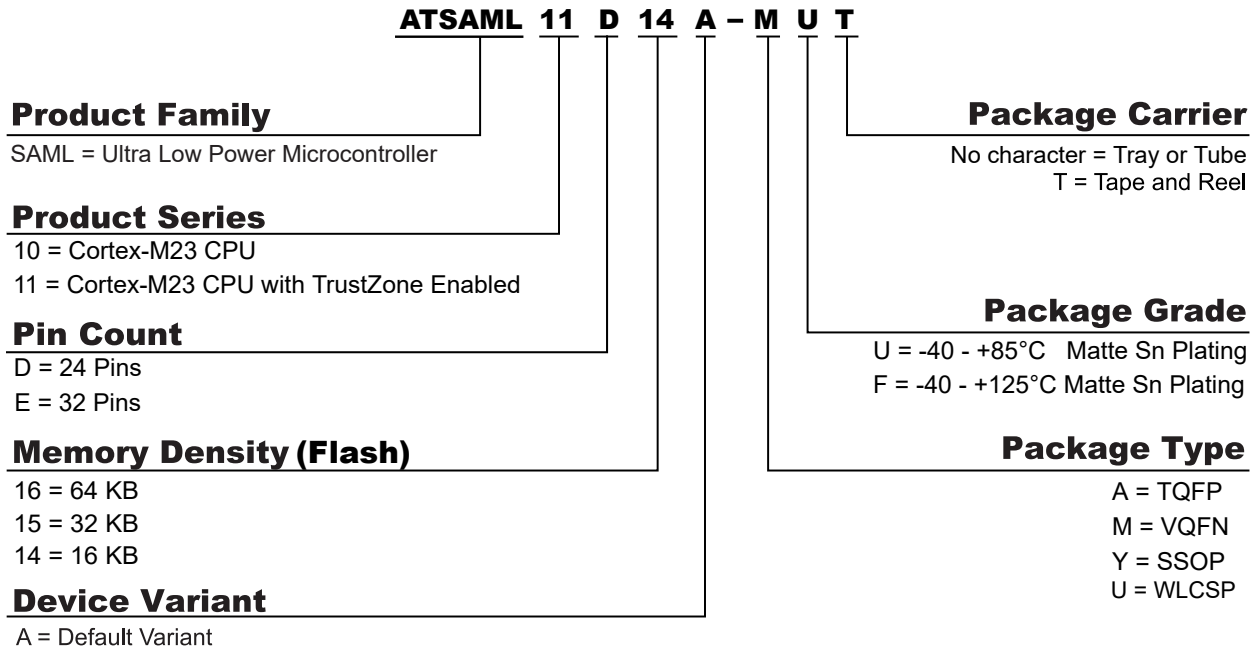 ATSAML 11 D 14 A – M U T
Product Family
SAML = Ultra Low Power Microcontroller
Product Series
10 = Cortex-M23 CPU
11 = Cortex-M23 CPU with TrustZone Enabled
Pin Count
D = 24 Pins
E = 32 Pins
Memory Density (Flash)
16 = 64 KB
15 = 32 KB
14 = 16 KB
Device Variant
A = Default Variant
Package Carrier
No character = Tray or Tube
T = Tape and Reel
Package Grade
U = -40 - +85°C Matte Sn Plating
F = -40 - +125°C Matte Sn Plating
Package Type
A = TQFP
M = VQFN
Y = SSOP
U = WLCSP